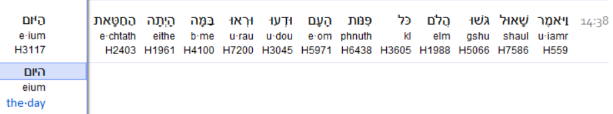 14:38 וַיֹּאמֶר שָׁאוּל גֹּשׁוּ הֲלֹם כֹּל פִּנּוֹת הָעָם וּדְעוּ וּרְאוּ בַּמָּה הָיְתָה הַחַטָּאת
e·chtath eithe b·me u·rau u·dou e·om phnuth kl elm gshu shaul u·iamr
H2403 H1961 H4100 H7200 H3045 H5971 H6438 H3605 H1988 H5066 H7586 H559
הַיּוֹם
e·ium
H3117
היום
eium
the·day